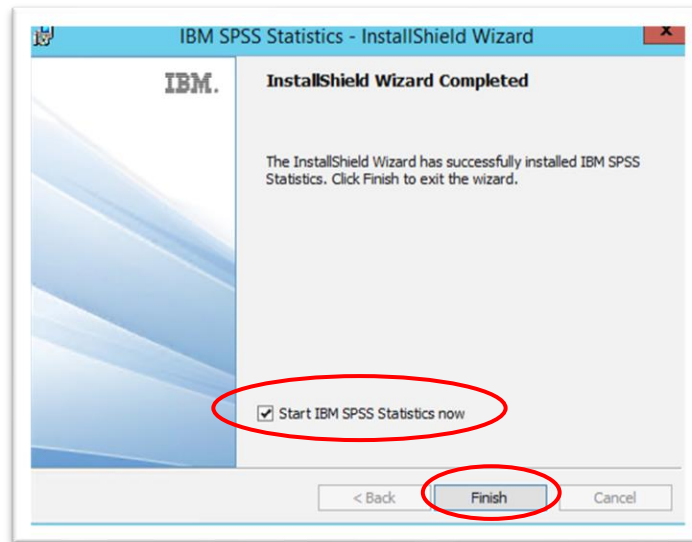 IBM SPSS Statistics - InstallShield Wizard
x
IBM.
InstallShield Wizard Completed
The InstallShield Wizard has successfully installed IBM SPSS
Statistics. Click Finish to exit the wizard.
Start IBM SPSS Statistics now
< Back Finish Cancel